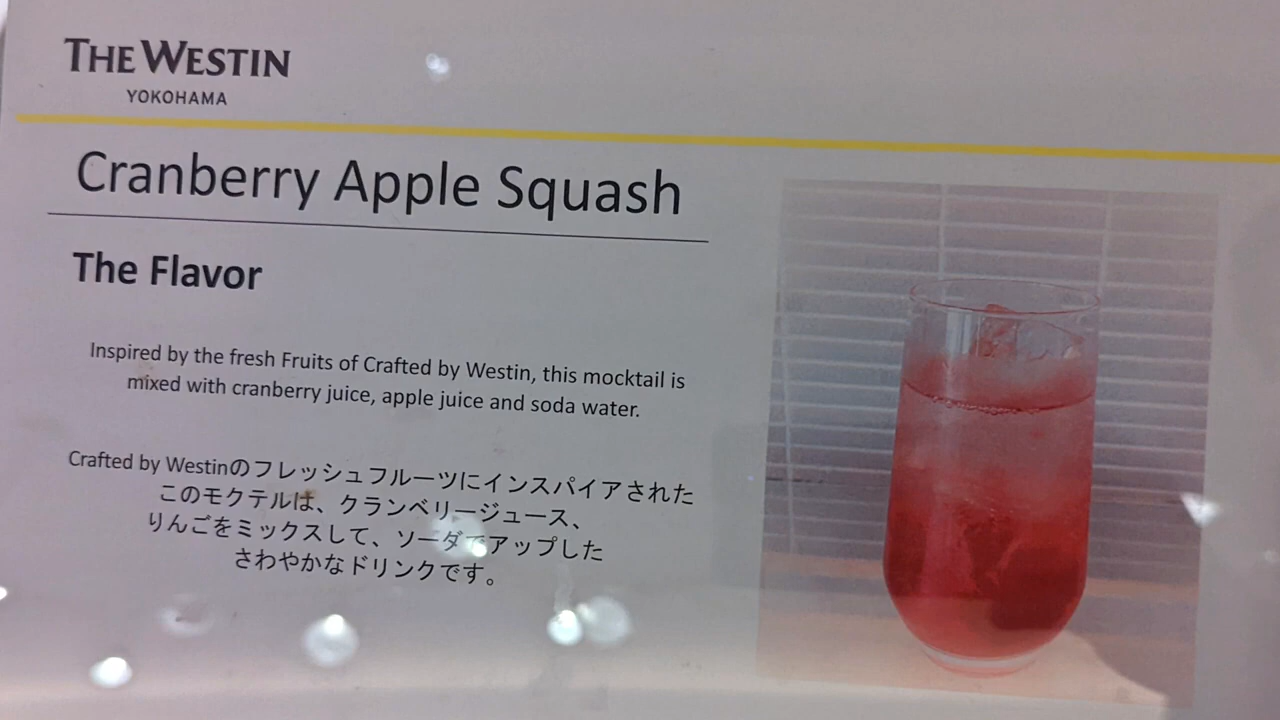 THE WESTIN
YOKOHAMA
Cranberry Apple Squash
The Flavor
Inspired by the fresh Fruits of Crafted by Westin, this mocktail is
mixed with cranberry juice, apple juice and soda water.
Crafted by Westinのフレッシュフルーツにインスパイアされた
このモクテルは、クランベリージュース、
りんごをミックスして、ソーダでアップした
さわやかなドリンクです。